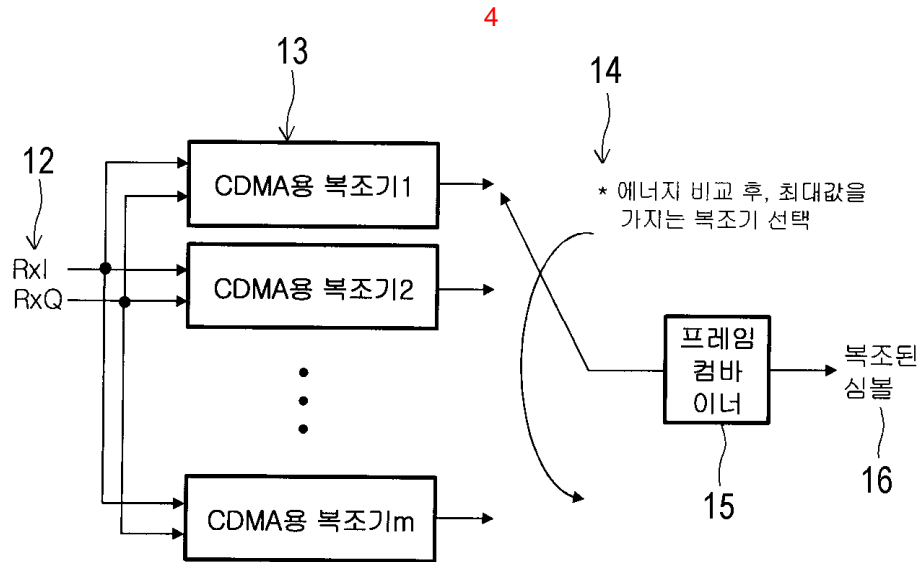 4
13
14
12
CDMA용 복조기1
* 에너지 비교 후, 최대값을
가지는 복조기 선택
RxI
RxQ
CDMA용 복조기2
프레임
컴바
이너
복조된
심볼
15
16
CDMA용 복조기m